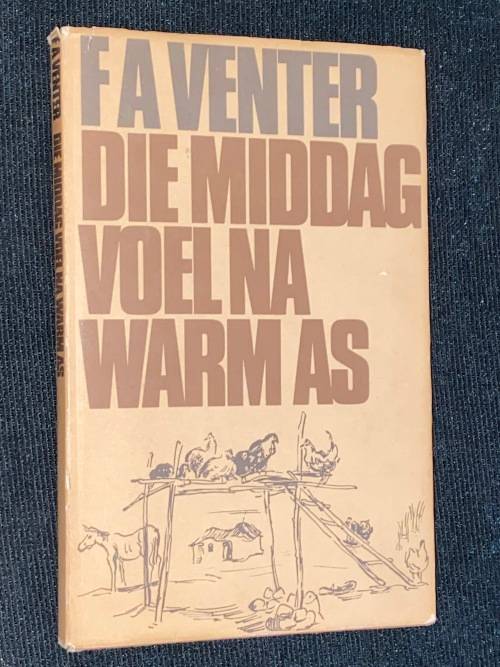 F A VENTER
DIE MIDDAG
VOEL NA
WARM AS
F A VENTER DIE MIDDAG VOEL NA WARM AS